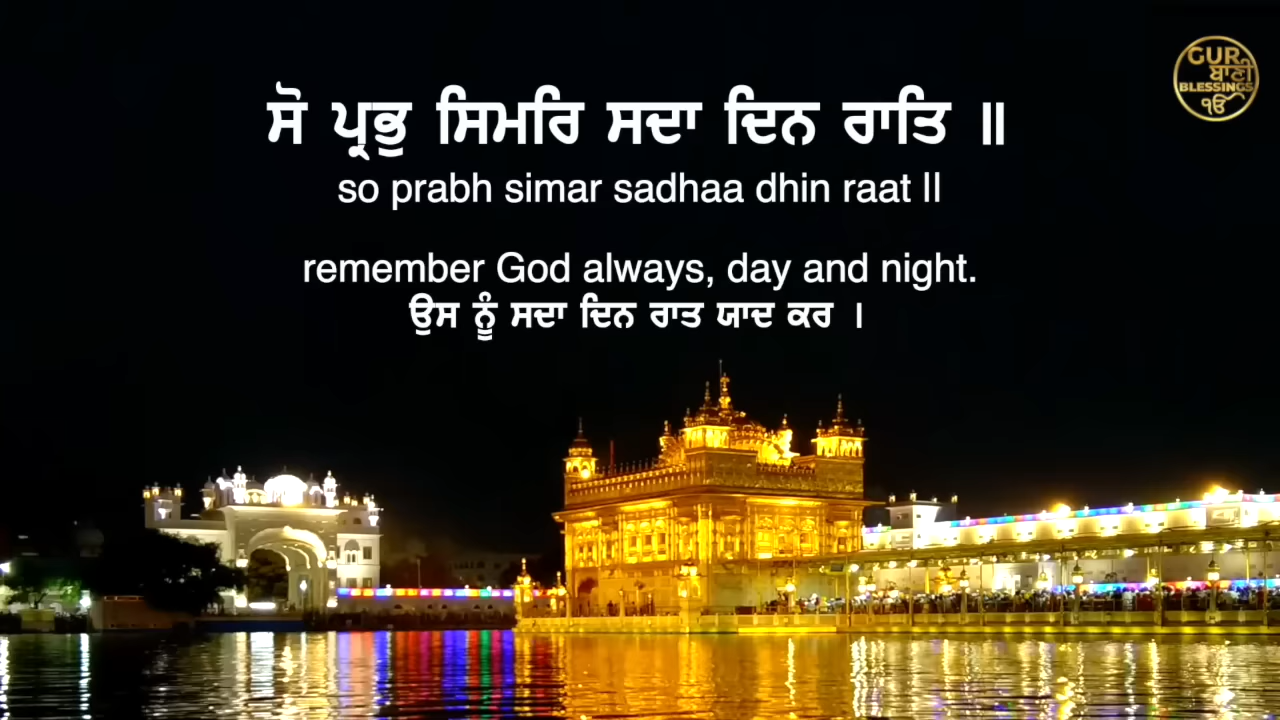 ਸੋ ਪ੍ਰਭੁ ਸਿਮਰਿ ਸਦਾ ਦਿਨ ਰਾਤਿ ॥
so prabh simar sadhaa dhin raat ll
remember God always, day and night.
ਉਸ ਨੂੰ ਸਦਾ ਦਿਨ ਰਾਤ ਯਾਦ ਕਰ ।
GUR
ਬਾਣੀ
BLESSINGS
ੴ